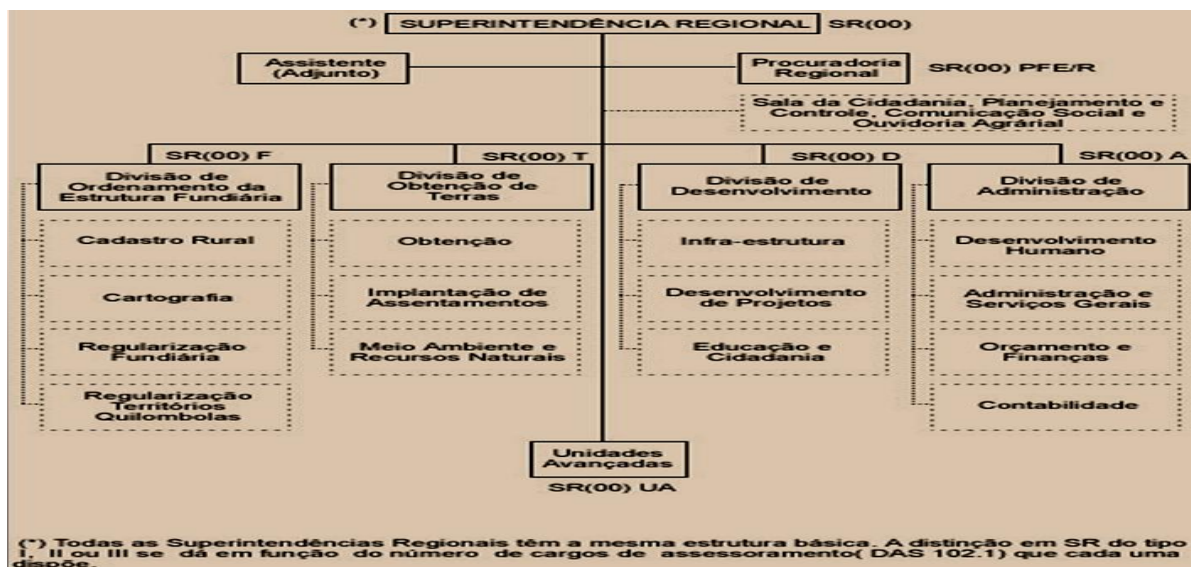 (*) SUPERINTENDÊNCIA REGIONAL SR(00)
Assistente
(Adjunto)
Procuradoria
Regional
SR(00) PFE/R
Sala da Cidadania, Planejamento e
Controle, Comunicação Social e
Ouvidoria Agrárial
SR(00) F
Divisão de
Ordenamento da
Estrutura Fundiária
Cadastro Rural
Cartografia
Regularização
Fundiária
Regularização
Territórios
Quilombolas
SR(00) T
Divisão de
Obtenção de
Terras
Obtenção
Implantação de
Assentamentos
Meio Ambiente e
Recursos Naturais
SR(00) D
Divisão de
Desenvolvimento
Infra-estrutura
Desenvolvimento
de Projetos
Educação e
Cidadania
SR(00) A
Divisão de
Administração
Desenvolvimento
Humano
Administração e
Serviços Gerais
Orçamento e
Finanças
Contabilidade
Unidades
Avançadas
SR(00) UA
(*) Todas as Superintendências Regionais têm a mesma estrutura básica. A distinção em SR do tipo
I, II ou III se dá em função do número de cargos de assessoramento( DAS 102.1) que cada uma
dispõe.